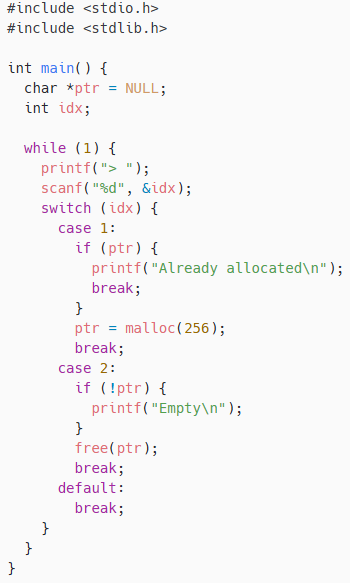 #include <stdio.h>
#include <stdlib.h>

int main() {
  char *ptr = NULL;
  int idx;

  while (1) {
    printf("> ");
    scanf("%d", &idx);
    switch (idx) {
      case 1:
        if (ptr) {
          printf("Already allocated\n");
          break;
        }
        ptr = malloc(256);
        break;
      case 2:
        if (!ptr) {
          printf("Empty\n");
        }
        free(ptr);
        break;
      default:
        break;
    }
  }
}